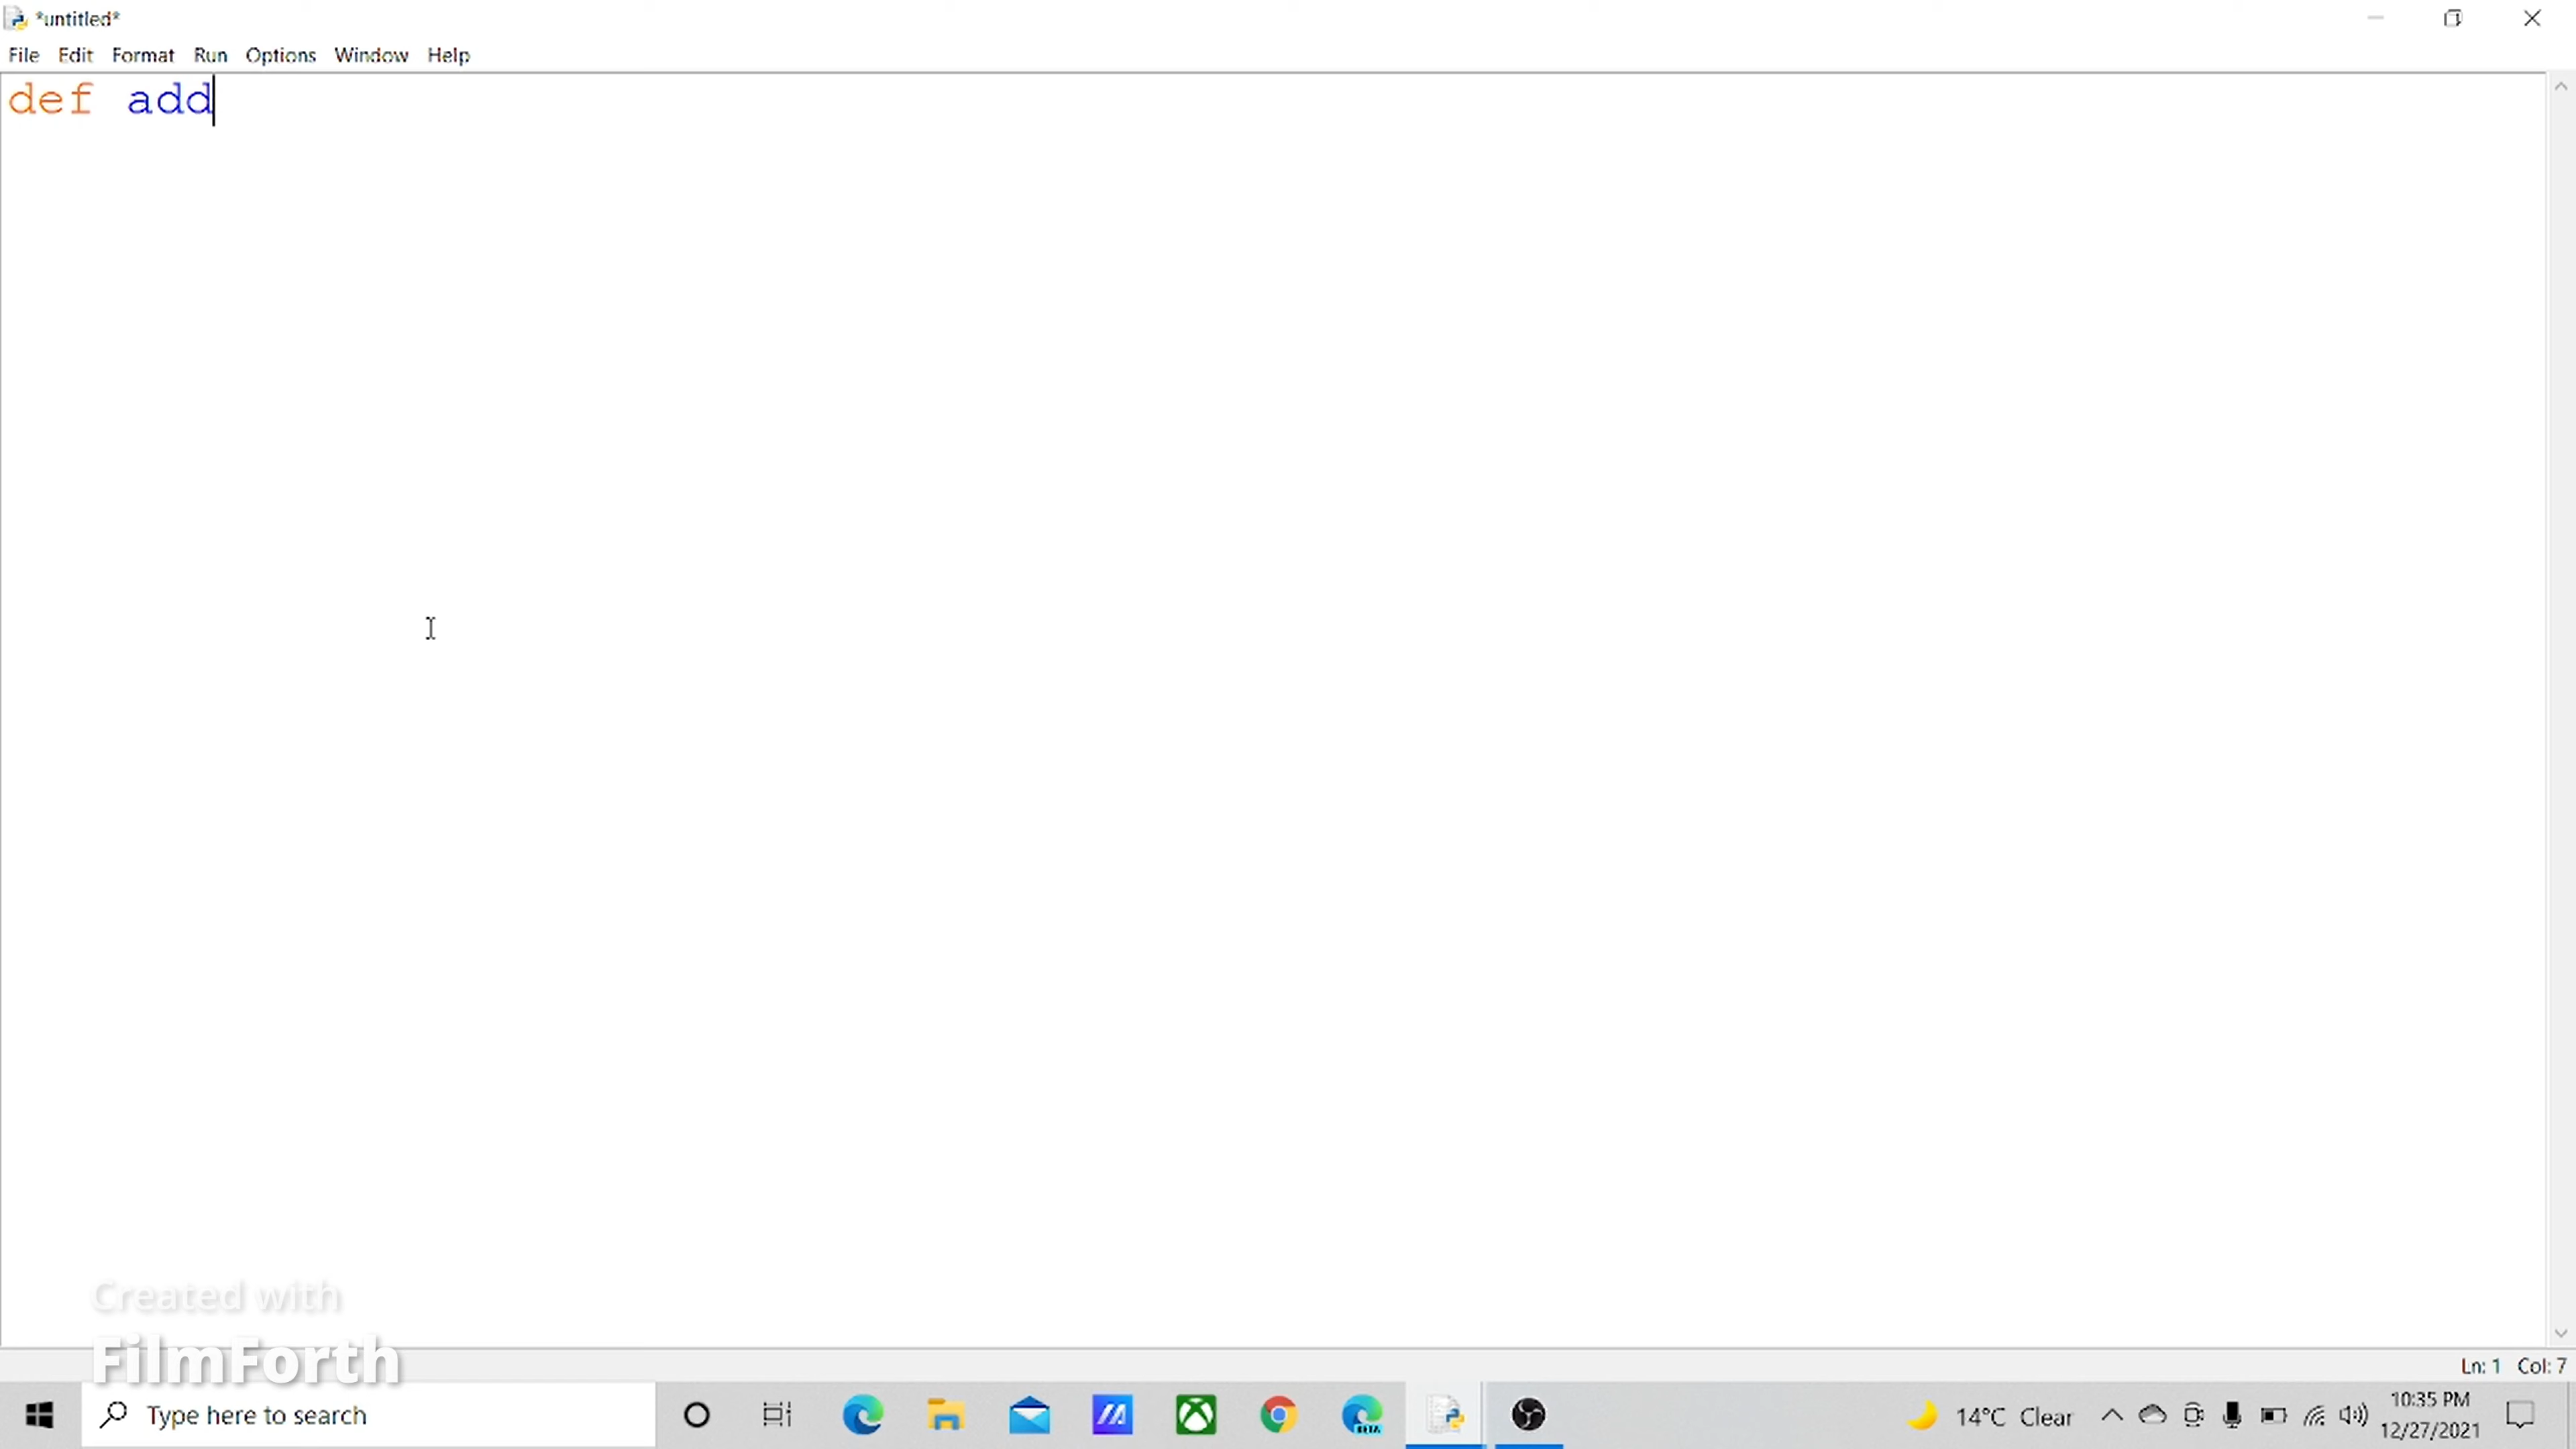 *untitled*
File Edit Format Run Options Window Help
def add
Created with
FilmForth
Ln: 1 Col: 7
Type here to search
BETA
14°C Clear
10:35 PM
12/27/2021